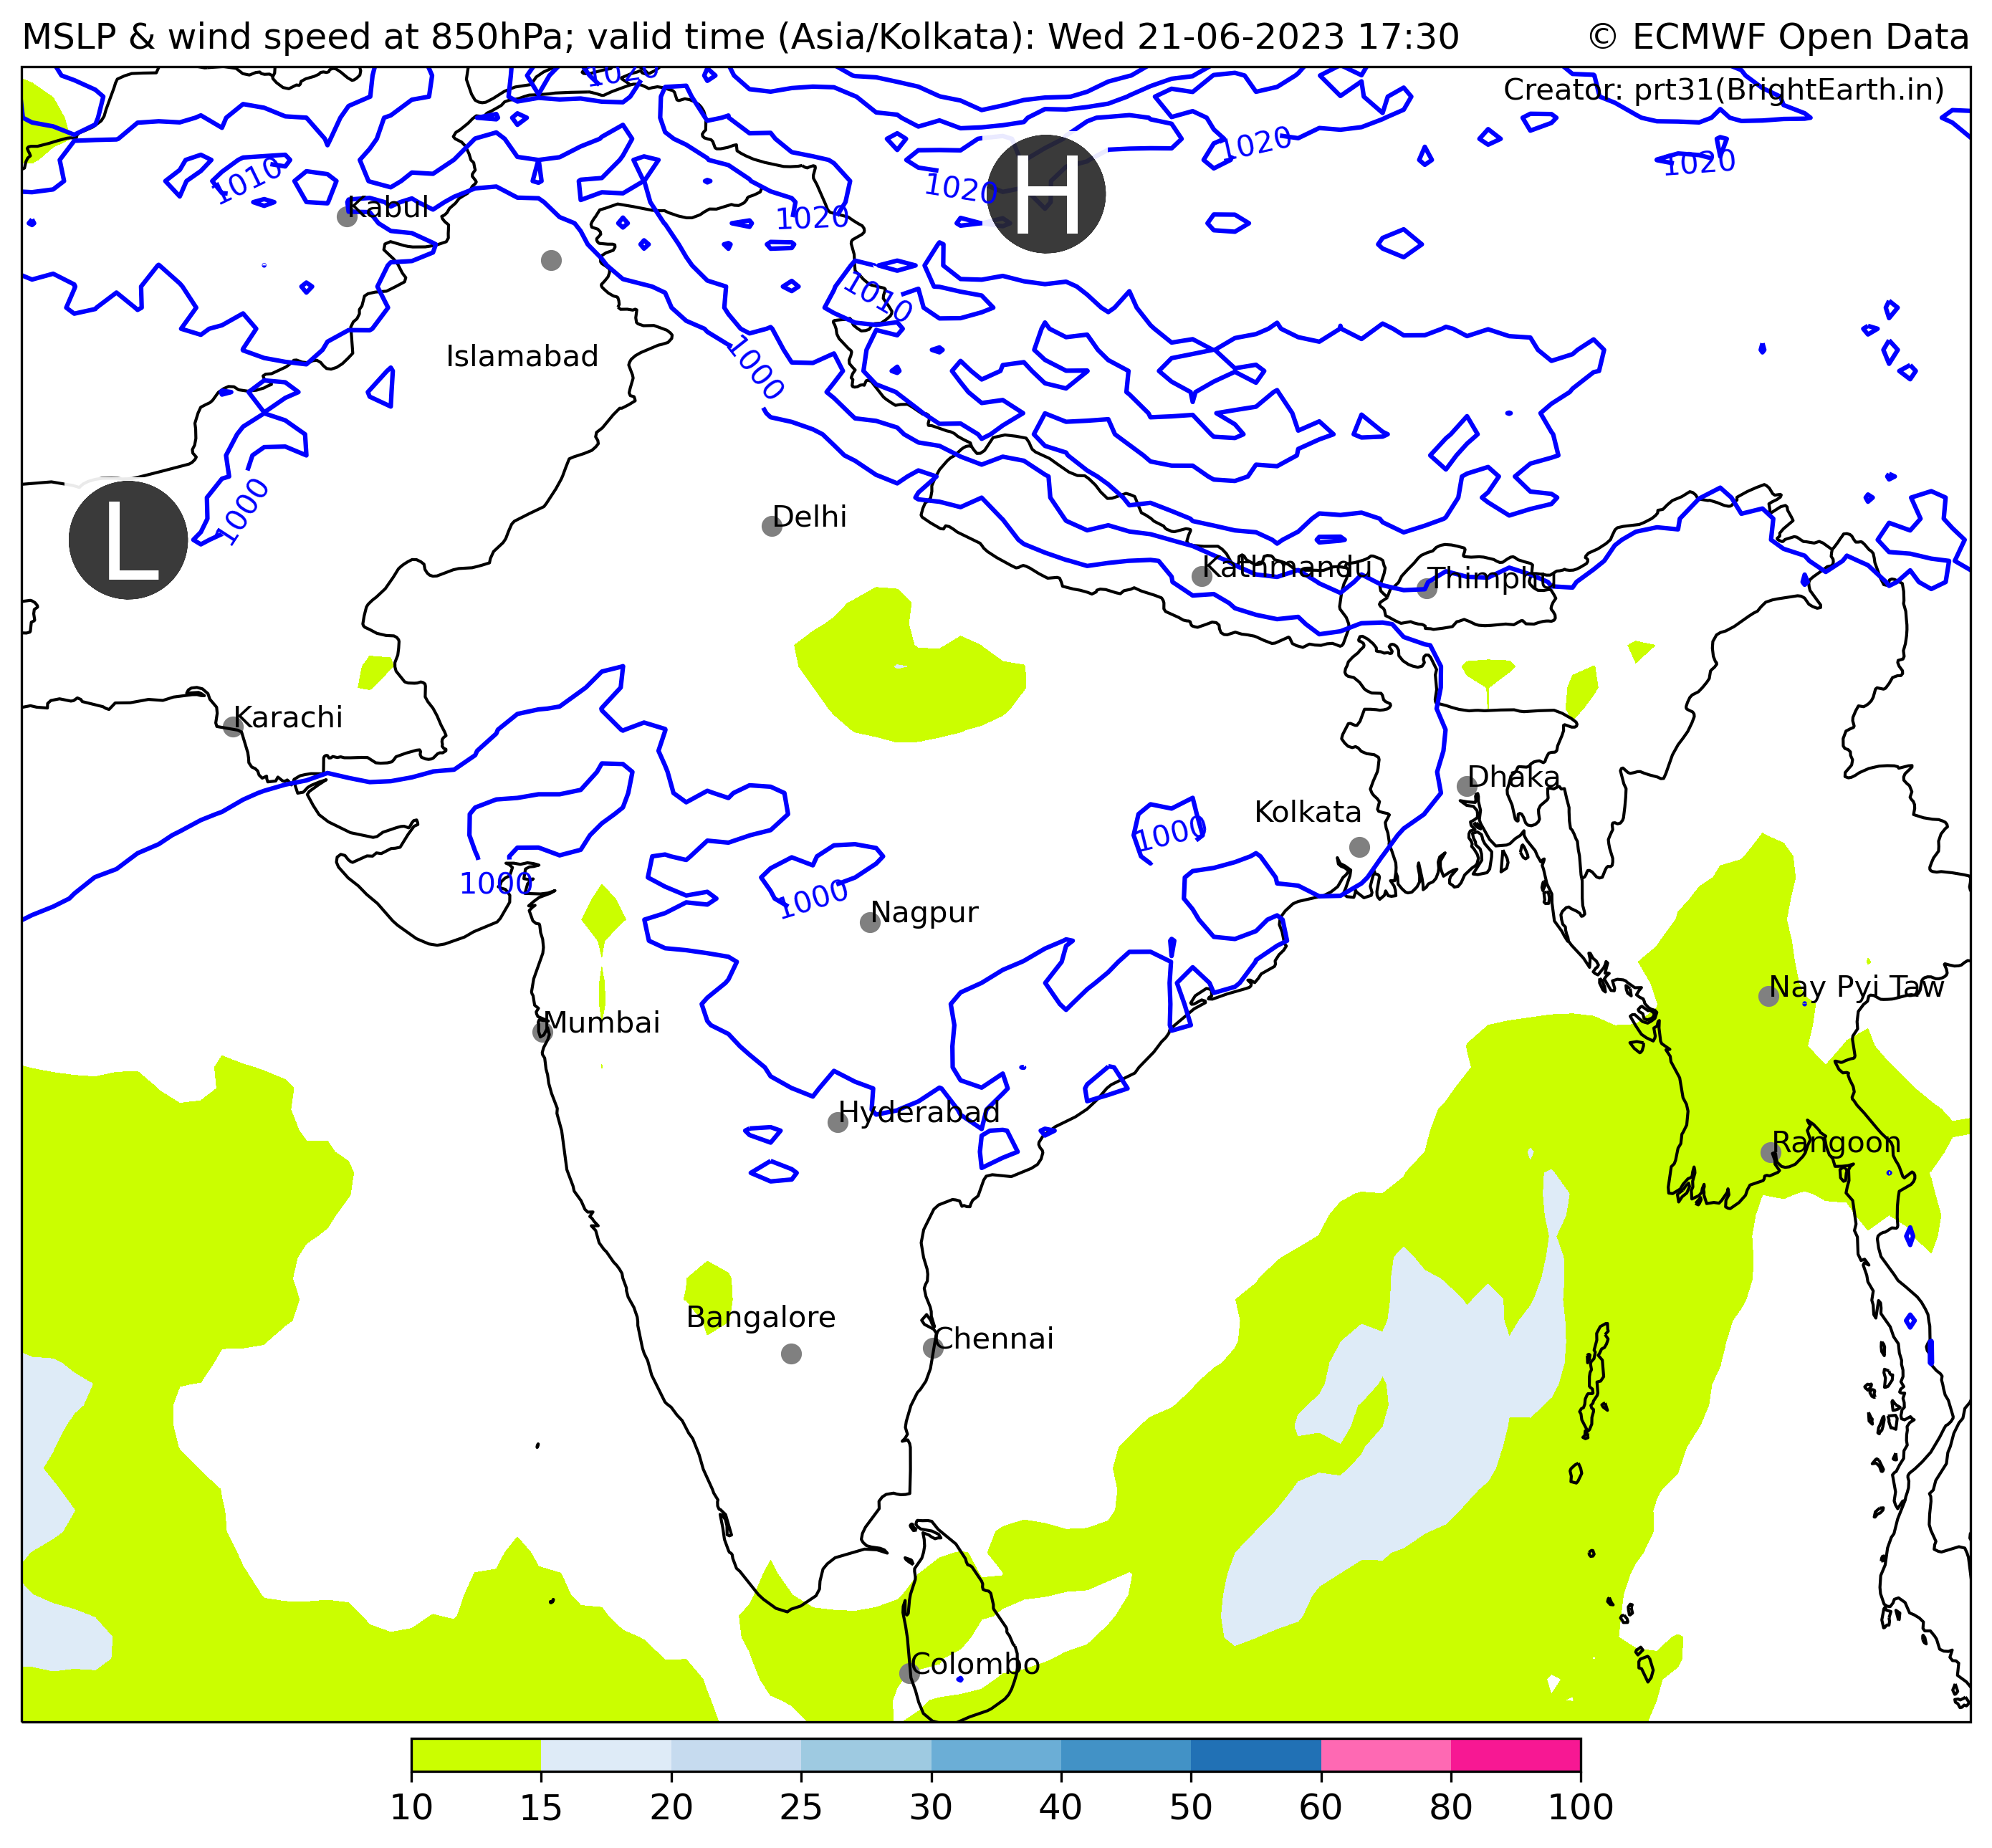 MSLP & wind speed at 850hPa; valid time (Asia/Kolkata): Wed 21-06-2023 17:30 © ECMWF Open Data
1020
Creator: prt31(BrightEarth.in)
1020
1020
1010
1020
H
Kabul
1020
1010
1000
Islamabad
1000
L
Delhi
Kathmandu
Thimphu
Karachi
Dhaka
Kolkata
1000
1000
1000
Nagpur
Nay Pyi Taw
Mumbai
Hyderabad
Rangoon
Bangalore
Chennai
Colombo
10 15 20 25 30 40 50 60 80 100